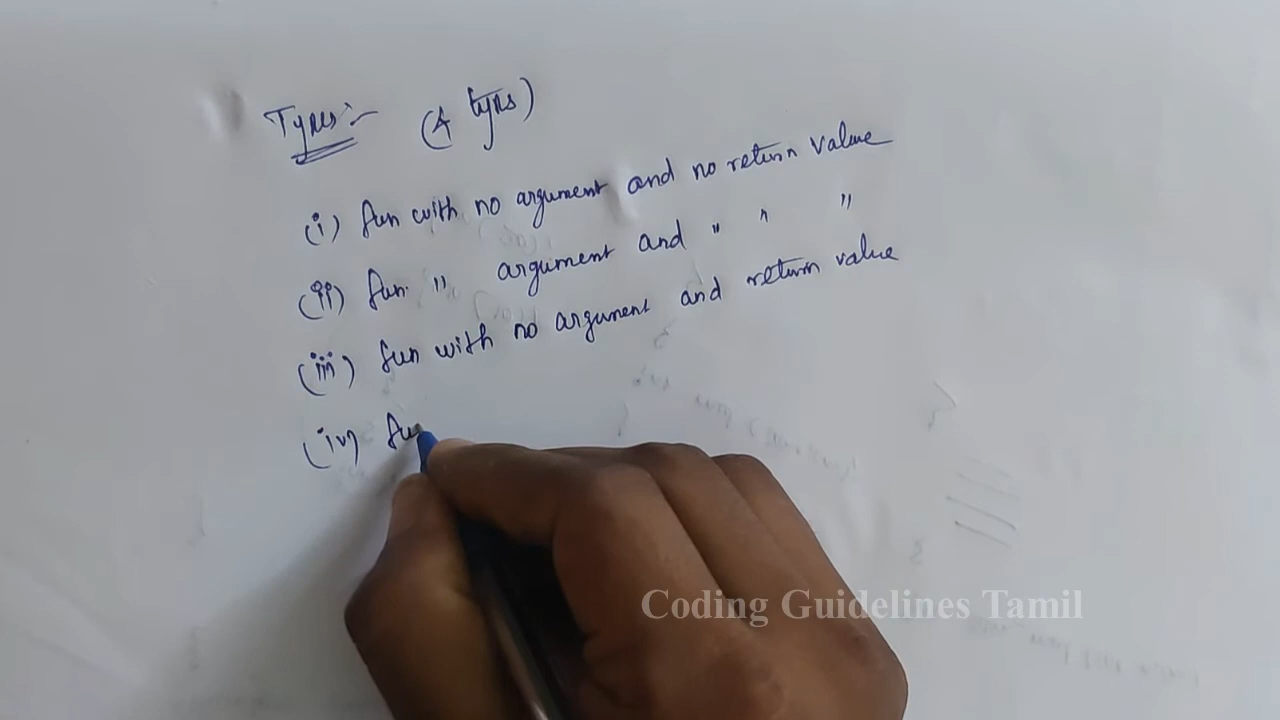 Types :- (4 types)
(i) fun with no argument and no return value
(ii) fun. " argument and " " "
(iii) fun with no argument and return value
(iv) fu
Coding Guidelines Tamil